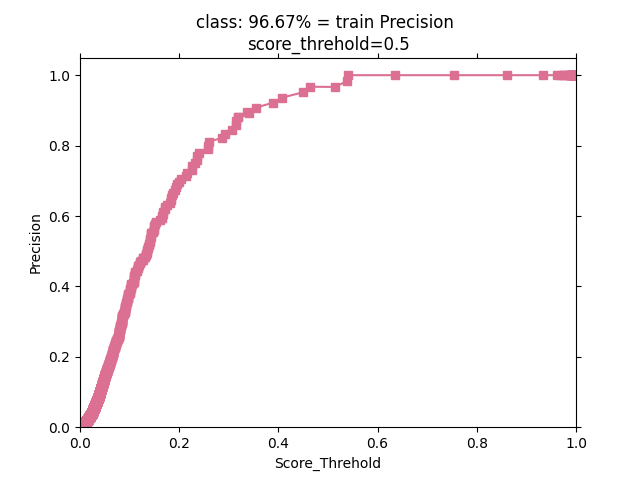 class: 96.67% = train Precision
score_threhold=0.5
1.0
0.8
0.6
0.4
0.2
0.0
Precision
0.0 0.2 0.4 0.6 0.8 1.0
Score_Threhold